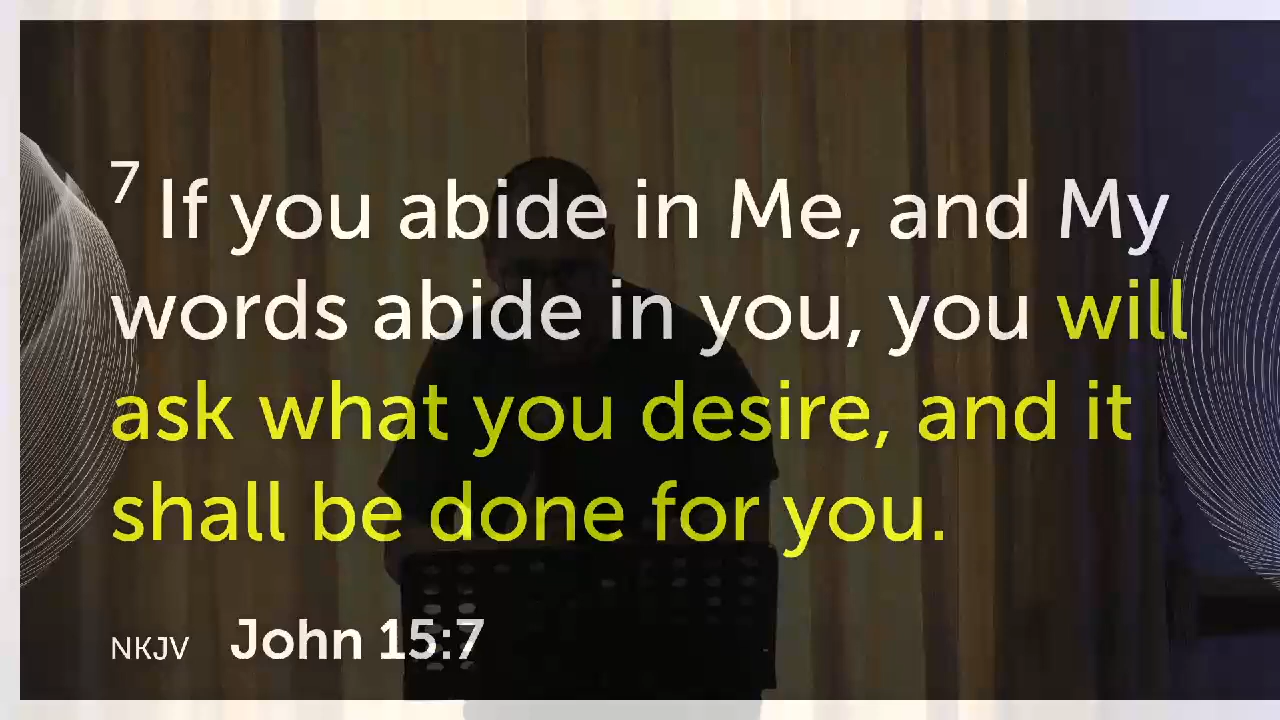 7 If you abide in Me, and My
words abide in you, you will
ask what you desire, and it
shall be done for you.
NKJV John 15:7